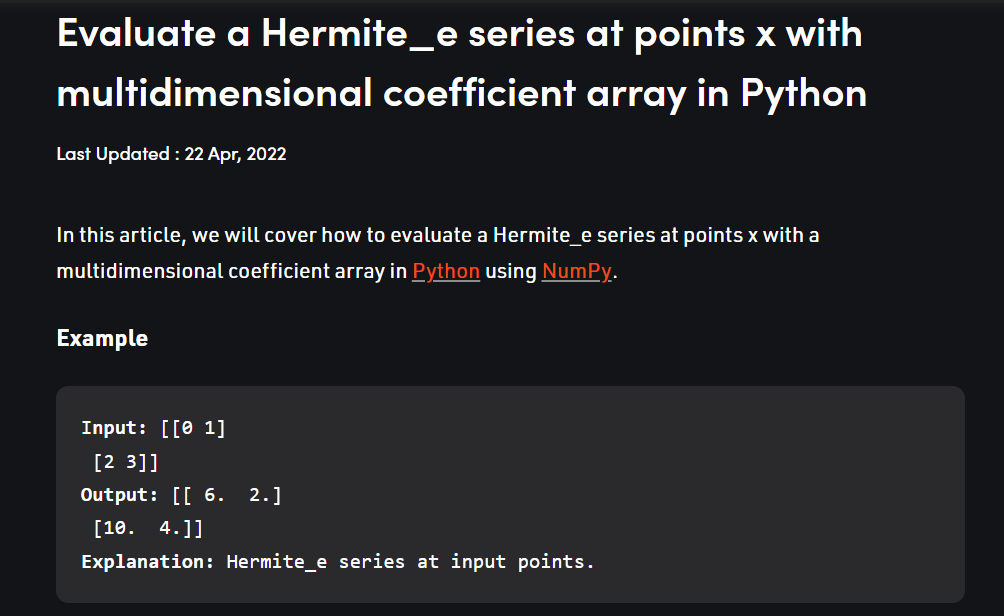 Evaluate a Hermite_e series at points x with
multidimensional coefficient array in Python
Last Updated : 22 Apr, 2022
In this article, we will cover how to evaluate a Hermite_e series at points x with a
multidimensional coefficient array in Python using NumPy.
Example
Input: [[0 1]
[2 3]]
Output: [[ 6.  2.]
[10.  4.]]
Explanation: Hermite_e series at input points.